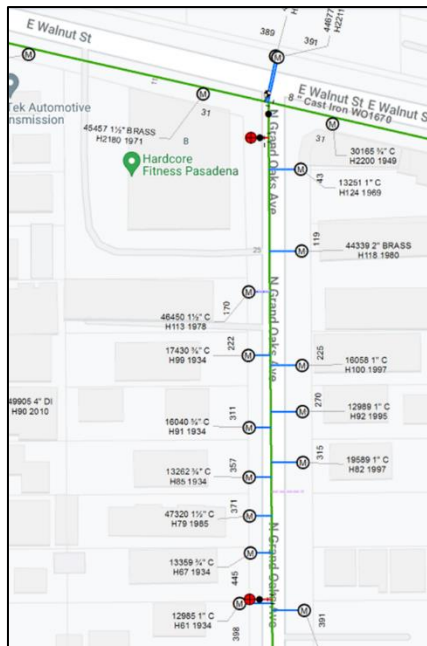 389
44677
H2211
391
E Walnut St
E Walnut St
E Walnut S
8" Cast Iron WO1670
Tek Automotive
nsmission
45457 1½" BRASS
H2180 1971
31
B
31
Hardcore
Fitness Pasadena
30165 ¾" C
H2200 1949
N Grand Oaks Ave
13251 1" C
H124 1969
43
119
44339 2" BRASS
H118 1980
25
46450 1½" C
H113 1978
170
N Grand Oaks Ave
17430 ¾" C
H99 1934
222
16058 1" C
H100 1997
225
49905 4" DI
H90 2010
16040 ¾" C
H91 1934
311
12989 1" C
H92 1995
270
13262 ¾" C
H85 1934
357
19589 1" C
H82 1997
315
371
47320 1½" C
H79 1985
N Grand Oaks Ave
13359 ¾" C
H67 1934
445
12985 1" C
H61 1934
398
391